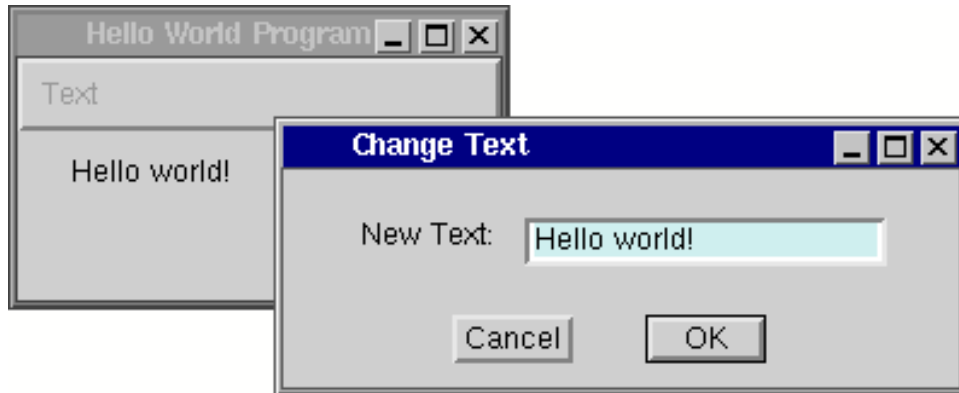 Hello World Program
Text
Hello world!
Change Text
New Text: Hello world!
Cancel OK